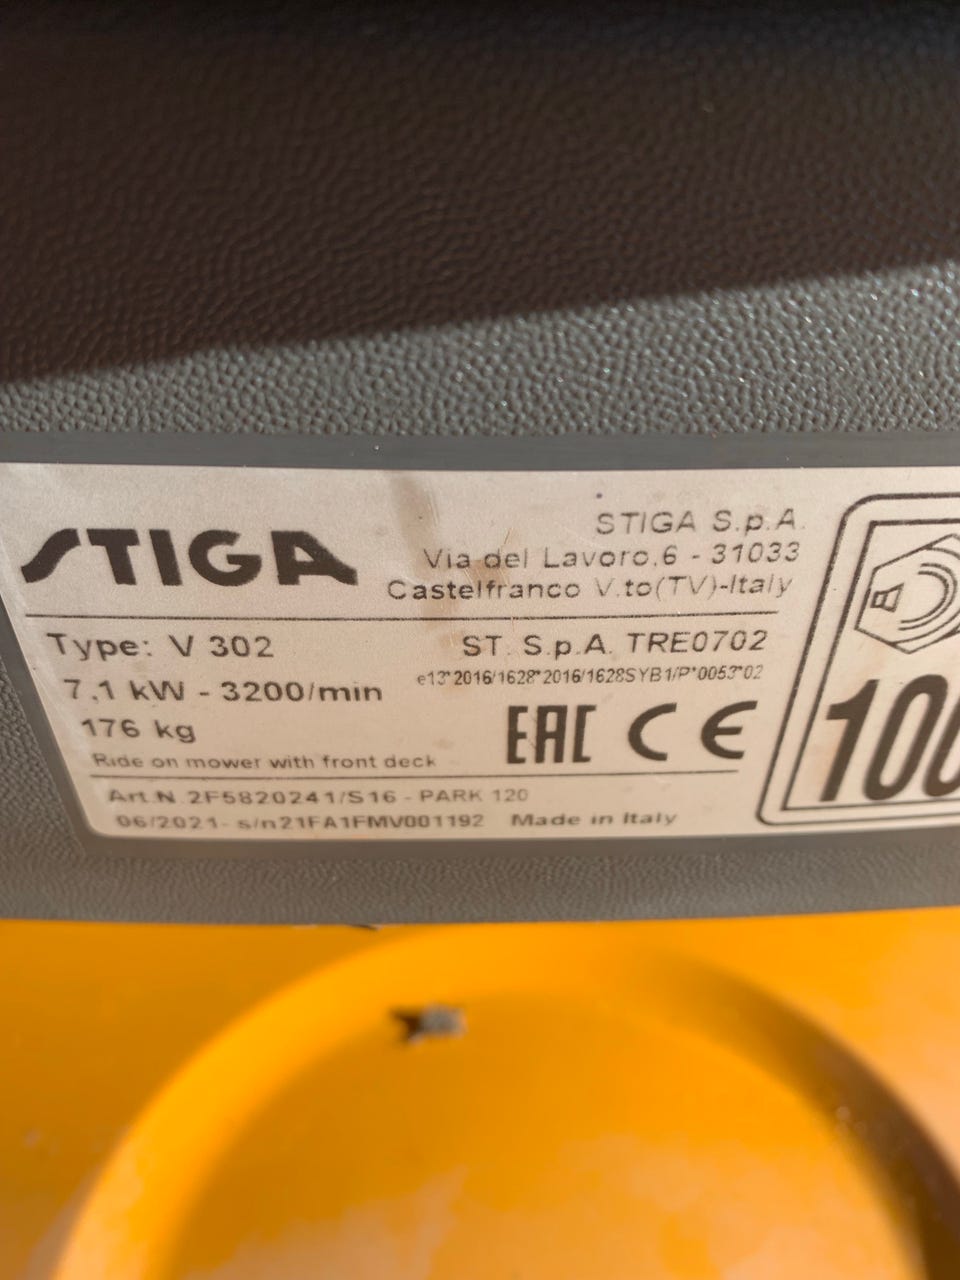 STIGA
STIGA S.p.A.
Via del Lavoro,6 - 31033
Castelfranco V.to(TV)-Italy
Type: V 302
7,1 kW - 3200/min
176 kg
Ride on mower with front deck
ST. S.p.A. TRE0702
e13*2016/1628*2016/1628SYB1/P*0053*02
EAC CE
Art.N. 2F5820241/S16 - PARK 120
06/2021- s/n21FA1FMV001192 Made in Italy
100